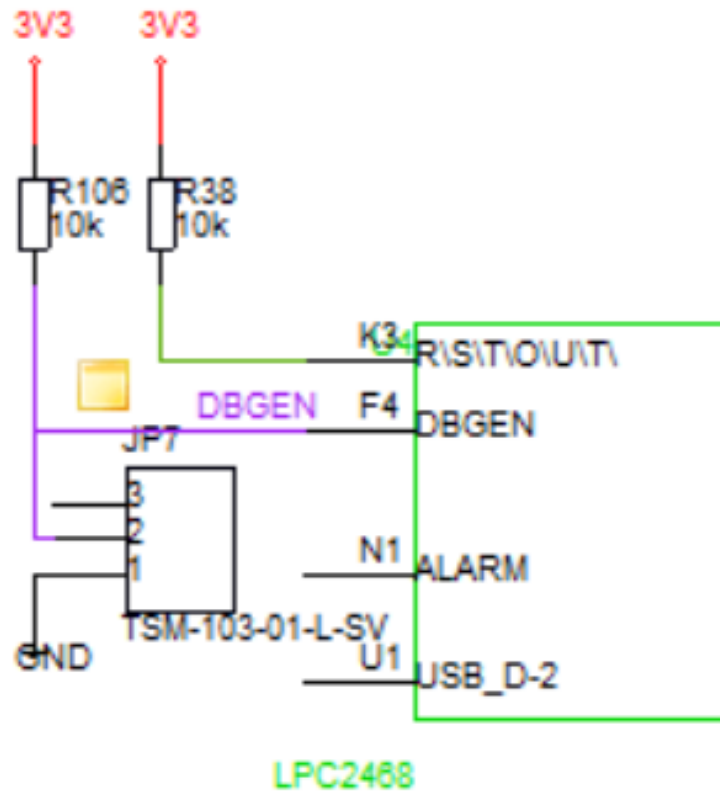 3V3 3V3
R106 R38
10k 10k
K3 U4
R\S\T\O\U\T\
DBGEN F4 DBGEN
JP7
3
2
1
N1 ALARM
TSM-103-01-L-SV
GND
U1 USB_D-2
LPC2468